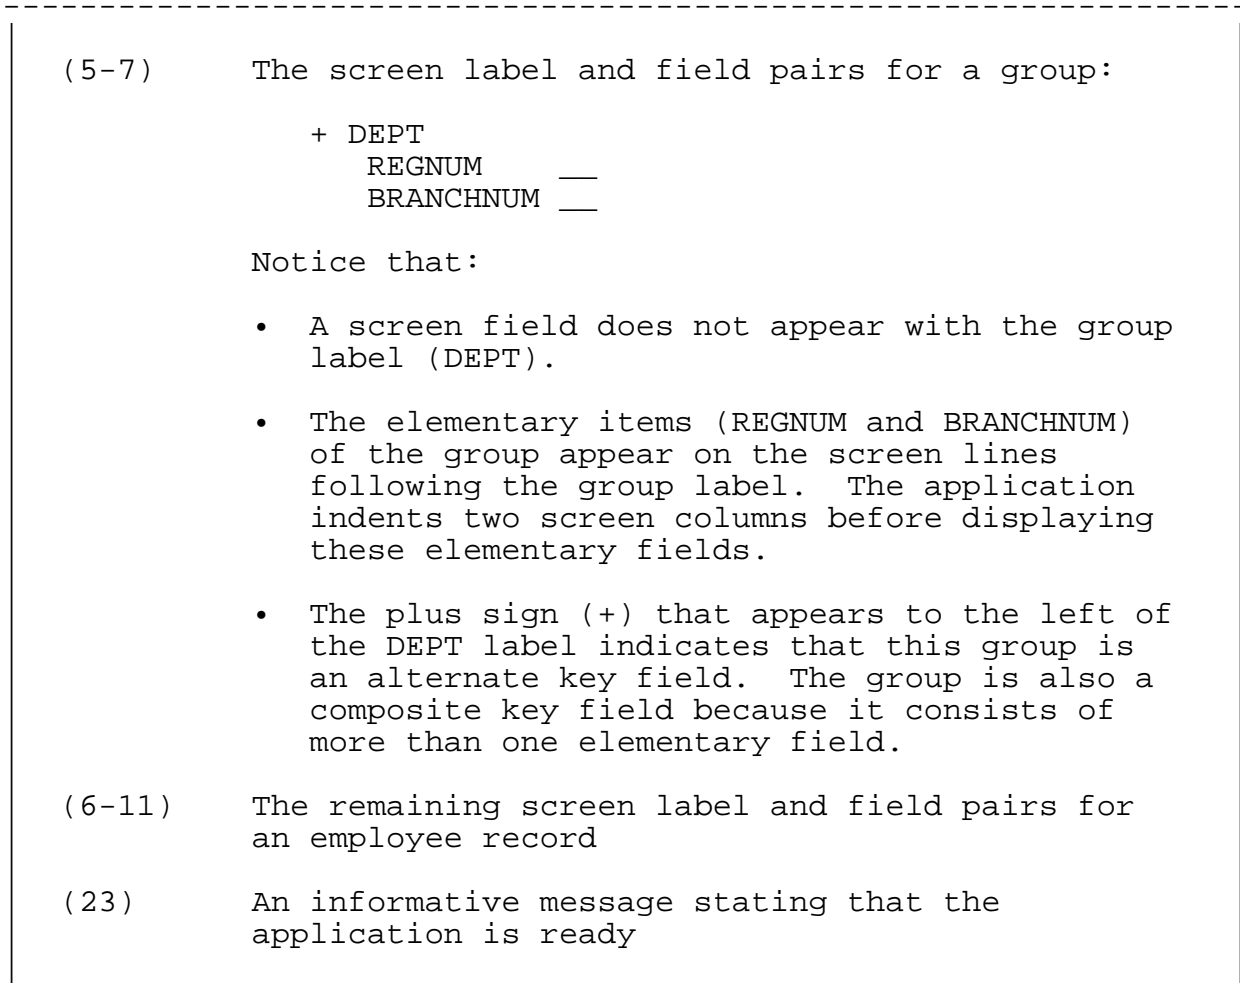 (5-7) The screen label and field pairs for a group:
+ DEPT
REGNUM __
BRANCHNUM __
Notice that:
• A screen field does not appear with the group
label (DEPT).
• The elementary items (REGNUM and BRANCHNUM)
of the group appear on the screen lines
following the group label. The application
indents two screen columns before displaying
these elementary fields.
• The plus sign (+) that appears to the left of
the DEPT label indicates that this group is
an alternate key field. The group is also a
composite key field because it consists of
more than one elementary field.
(6-11) The remaining screen label and field pairs for
an employee record
(23) An informative message stating that the
application is ready